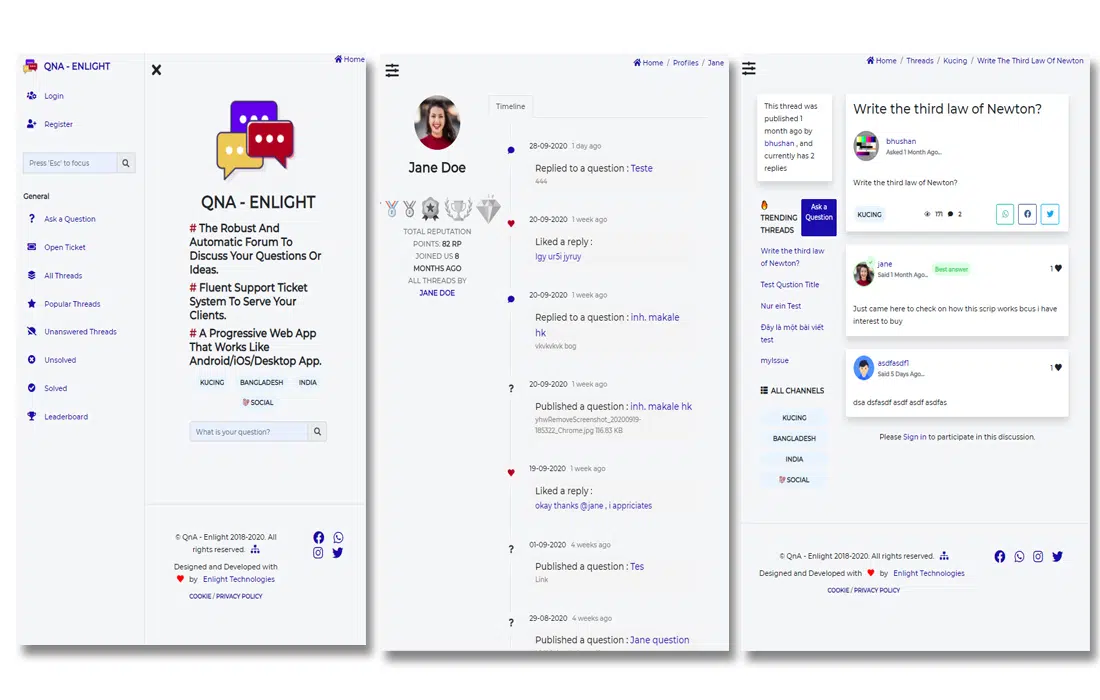 QNA - ENLIGHT
Login
Register
Press 'Esc' to focus
General
Ask a Question
Open Ticket
All Threads
Popular Threads
Unanswered Threads
Unsolved
Solved
Leaderboard
Home
QNA - ENLIGHT
# The Robust And
Automatic Forum To
Discuss Your Questions Or
Ideas.
# Fluent Support Ticket
System To Serve Your
Clients.
# A Progressive Web App
That Works Like
Android/iOS/Desktop App.
KUCING BANGLADESH INDIA
SOCIAL
What is your question?
© QnA - Enlight 2018-2020. All
rights reserved.
Designed and Developed with
by Enlight Technologies
COOKIE / PRIVACY POLICY
Home / Profiles / Jane
Jane Doe
TOTAL REPUTATION
POINTS: 82 RP
JOINED US 8
MONTHS AGO
ALL THREADS BY
JANE DOE
Timeline
28-09-2020 1 day ago
Replied to a question : Teste
444
20-09-2020 1 week ago
Liked a reply :
Igy ur5i jyruy
20-09-2020 1 week ago
Replied to a question : inh. makale
hk
vkvkvkvk bog
20-09-2020 1 week ago
Published a question : inh. makale hk
yhwRemoveScreenshot_20200919-
185322_Chrome.jpg 116.83 KB
19-09-2020 1 week ago
Liked a reply :
okay thanks @jane , i appriciates
01-09-2020 4 weeks ago
Published a question : Tes
Link
29-08-2020 4 weeks ago
Published a question : Jane question
Home / Threads / Kucing / Write The Third Law Of Newton
This thread was
published 1
month ago by
bhushan , and
currently has 2
replies
TRENDING
THREADS
Ask a
Question
Write the third law
of Newton?
Test Qustion Title
Nur ein Test
Đây là một bài viết
test
myIssue
ALL CHANNELS
KUCING
BANGLADESH
INDIA
SOCIAL
Write the third law of Newton?
bhushan
Asked 1 Month Ago...
Write the third law of Newton?
KUCING 171 2
jane
Said 1 Month Ago...
Best answer
1
Just came here to check on how this scrip works bcus i have
interest to buy
asdfasdf1
Said 5 Days Ago...
1
dsa dsfasdf asdf asdf asdfas
Please Sign in to participate in this discussion.
© QnA - Enlight 2018-2020. All rights reserved.
Designed and Developed with by Enlight Technologies
COOKIE / PRIVACY POLICY